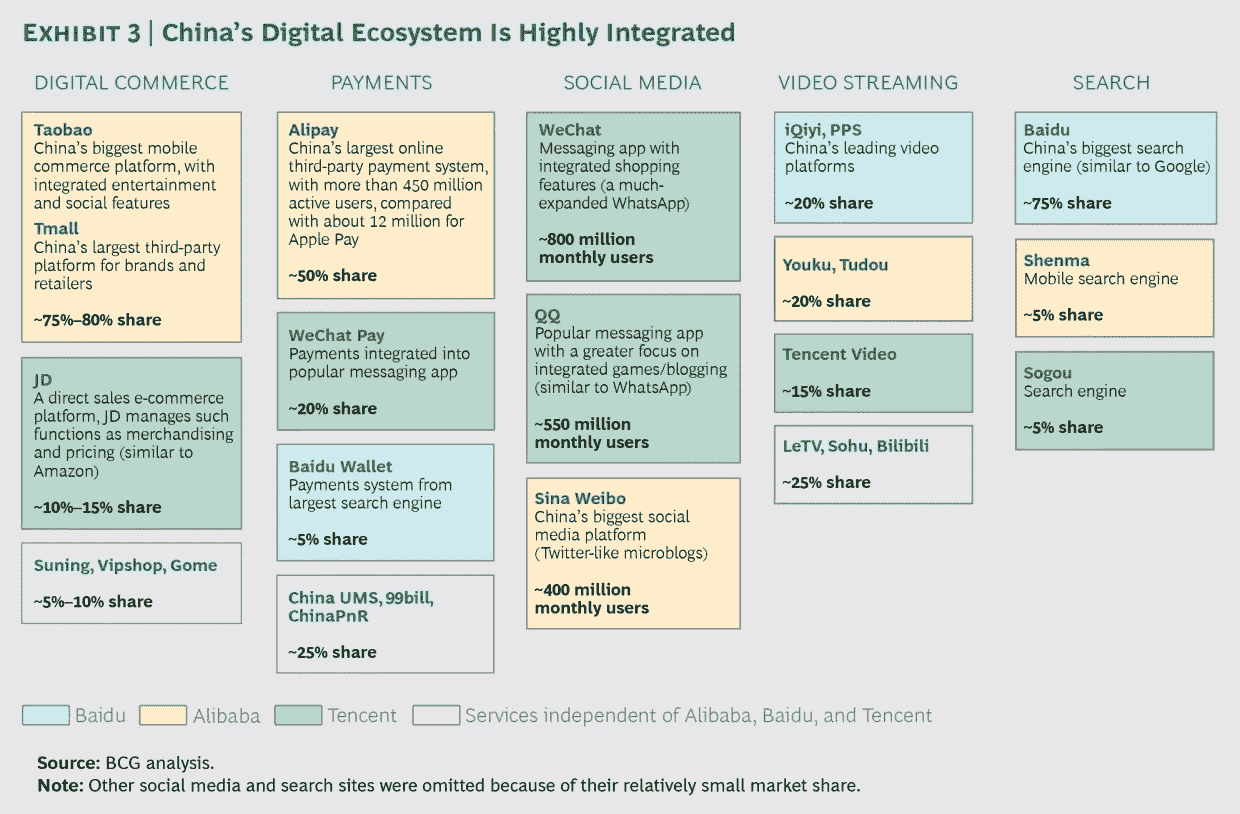 EXHIBIT 3 | China's Digital Ecosystem Is Highly Integrated
DIGITAL COMMERCE
Taobao
China's biggest mobile
commerce platform, with
integrated entertainment
and social features
Tmall
China's largest third-party
platform for brands and
retailers
~75%–80% share
JD
A direct sales e-commerce
platform, JD manages such
functions as merchandising
and pricing (similar to
Amazon)
~10%–15% share
Suning, Vipshop, Gome
~5%–10% share
PAYMENTS
Alipay
China's largest online
third-party payment system,
with more than 450 million
active users, compared
with about 12 million for
Apple Pay
~50% share
WeChat Pay
Payments integrated into
popular messaging app
~20% share
Baidu Wallet
Payments system from
largest search engine
~5% share
China UMS, 99bill,
ChinaPnR
~25% share
SOCIAL MEDIA
WeChat
Messaging app with
integrated shopping
features (a much-
expanded WhatsApp)
~800 million
monthly users
QQ
Popular messaging app
with a greater focus on
integrated games/blogging
(similar to WhatsApp)
~550 million
monthly users
Sina Weibo
China's biggest social
media platform
(Twitter-like microblogs)
~400 million
monthly users
VIDEO STREAMING
iQiyi, PPS
China's leading video
platforms
~20% share
Youku, Tudou
~20% share
Tencent Video
~15% share
LeTV, Sohu, Bilibili
~25% share
SEARCH
Baidu
China's biggest search
engine (similar to Google)
~75% share
Shenma
Mobile search engine
~5% share
Sogou
Search engine
~5% share
Baidu
Alibaba
Tencent
Services independent of Alibaba, Baidu, and Tencent
Source: BCG analysis.
Note: Other social media and search sites were omitted because of their relatively small market share.